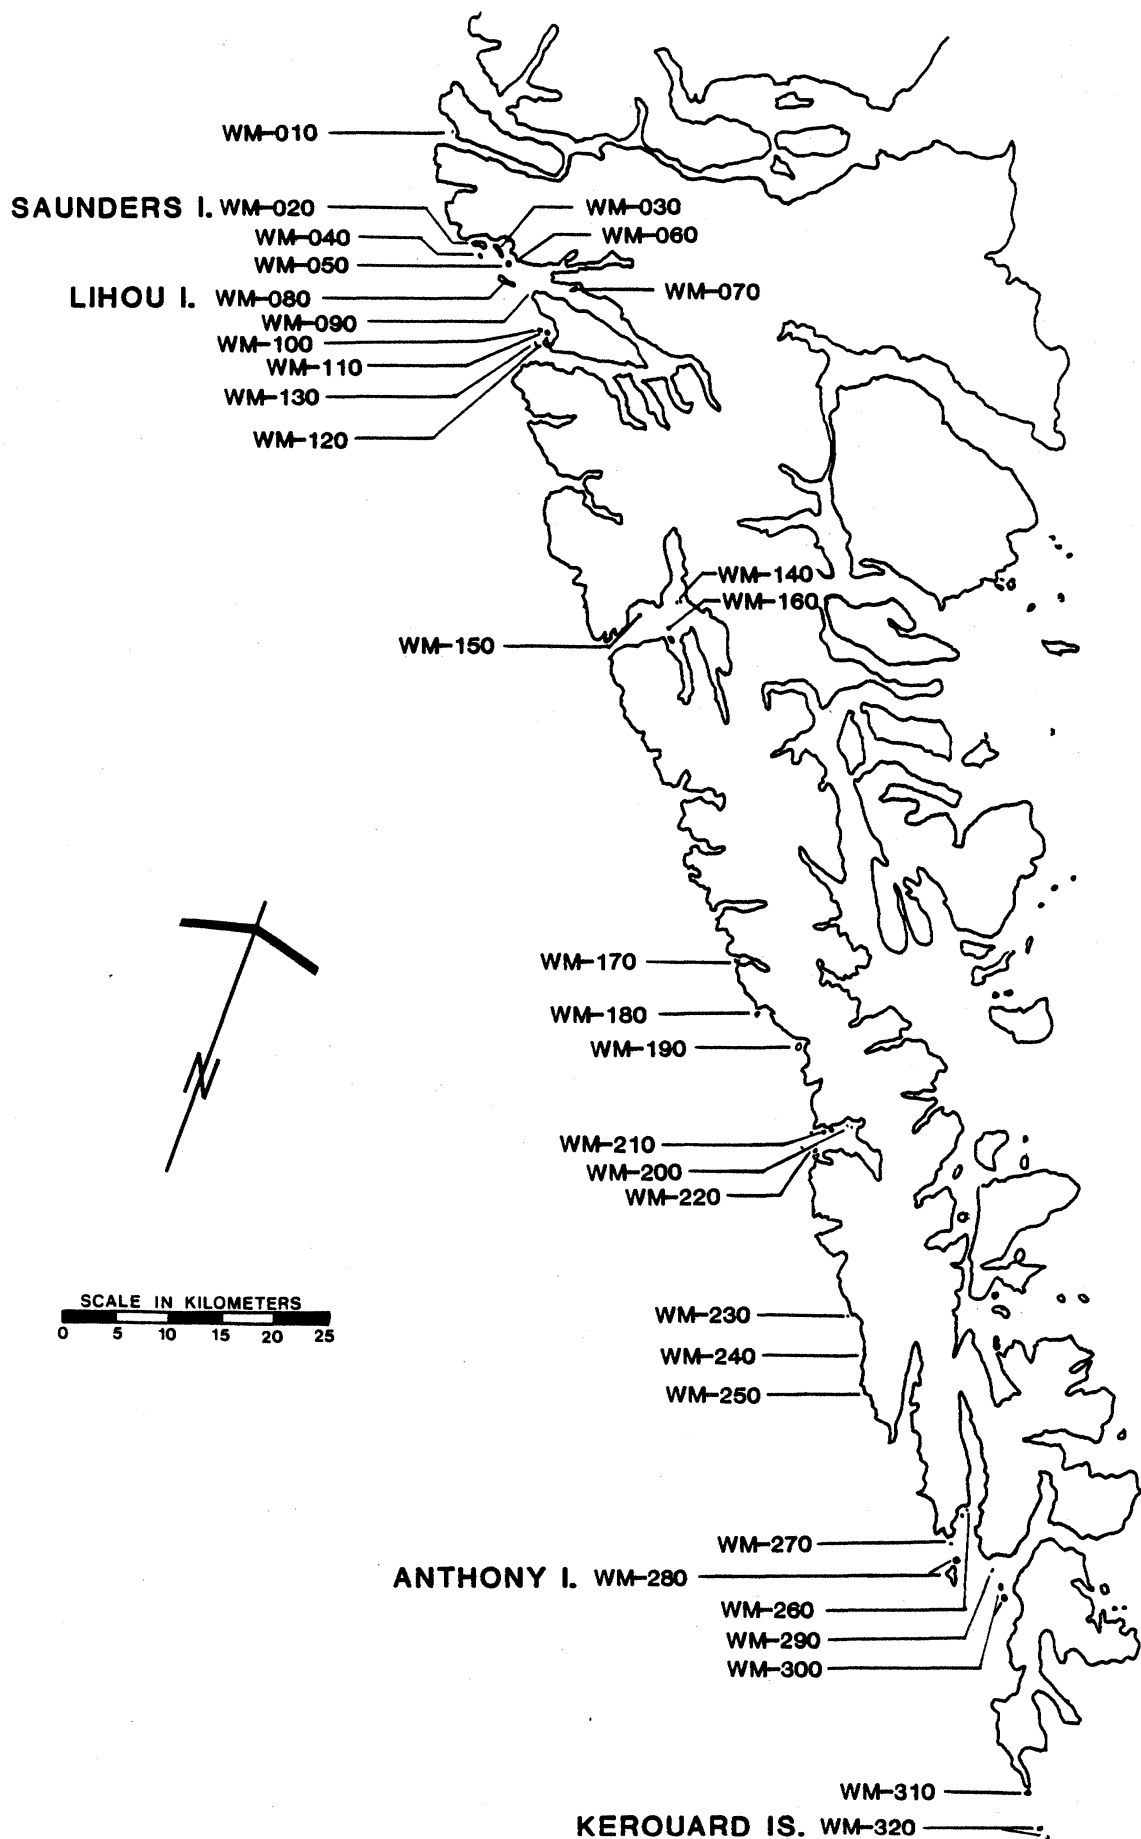 WM-010
SAUNDERS I. WM-020
WM-030
WM-040
WM-060
WM-050
LIHOU I. WM-080
WM-070
WM-090
WM-100
WM-110
WM-130
WM-120
WM-140
WM-160
WM-150
WM-170
WM-180
WM-190
WM-210
WM-200
WM-220
N
SCALE IN KILOMETERS
0 5 10 15 20 25
WM-230
WM-240
WM-250
WM-270
ANTHONY I. WM-280
WM-260
WM-290
WM-300
WM-310
KEROUARD IS. WM-320